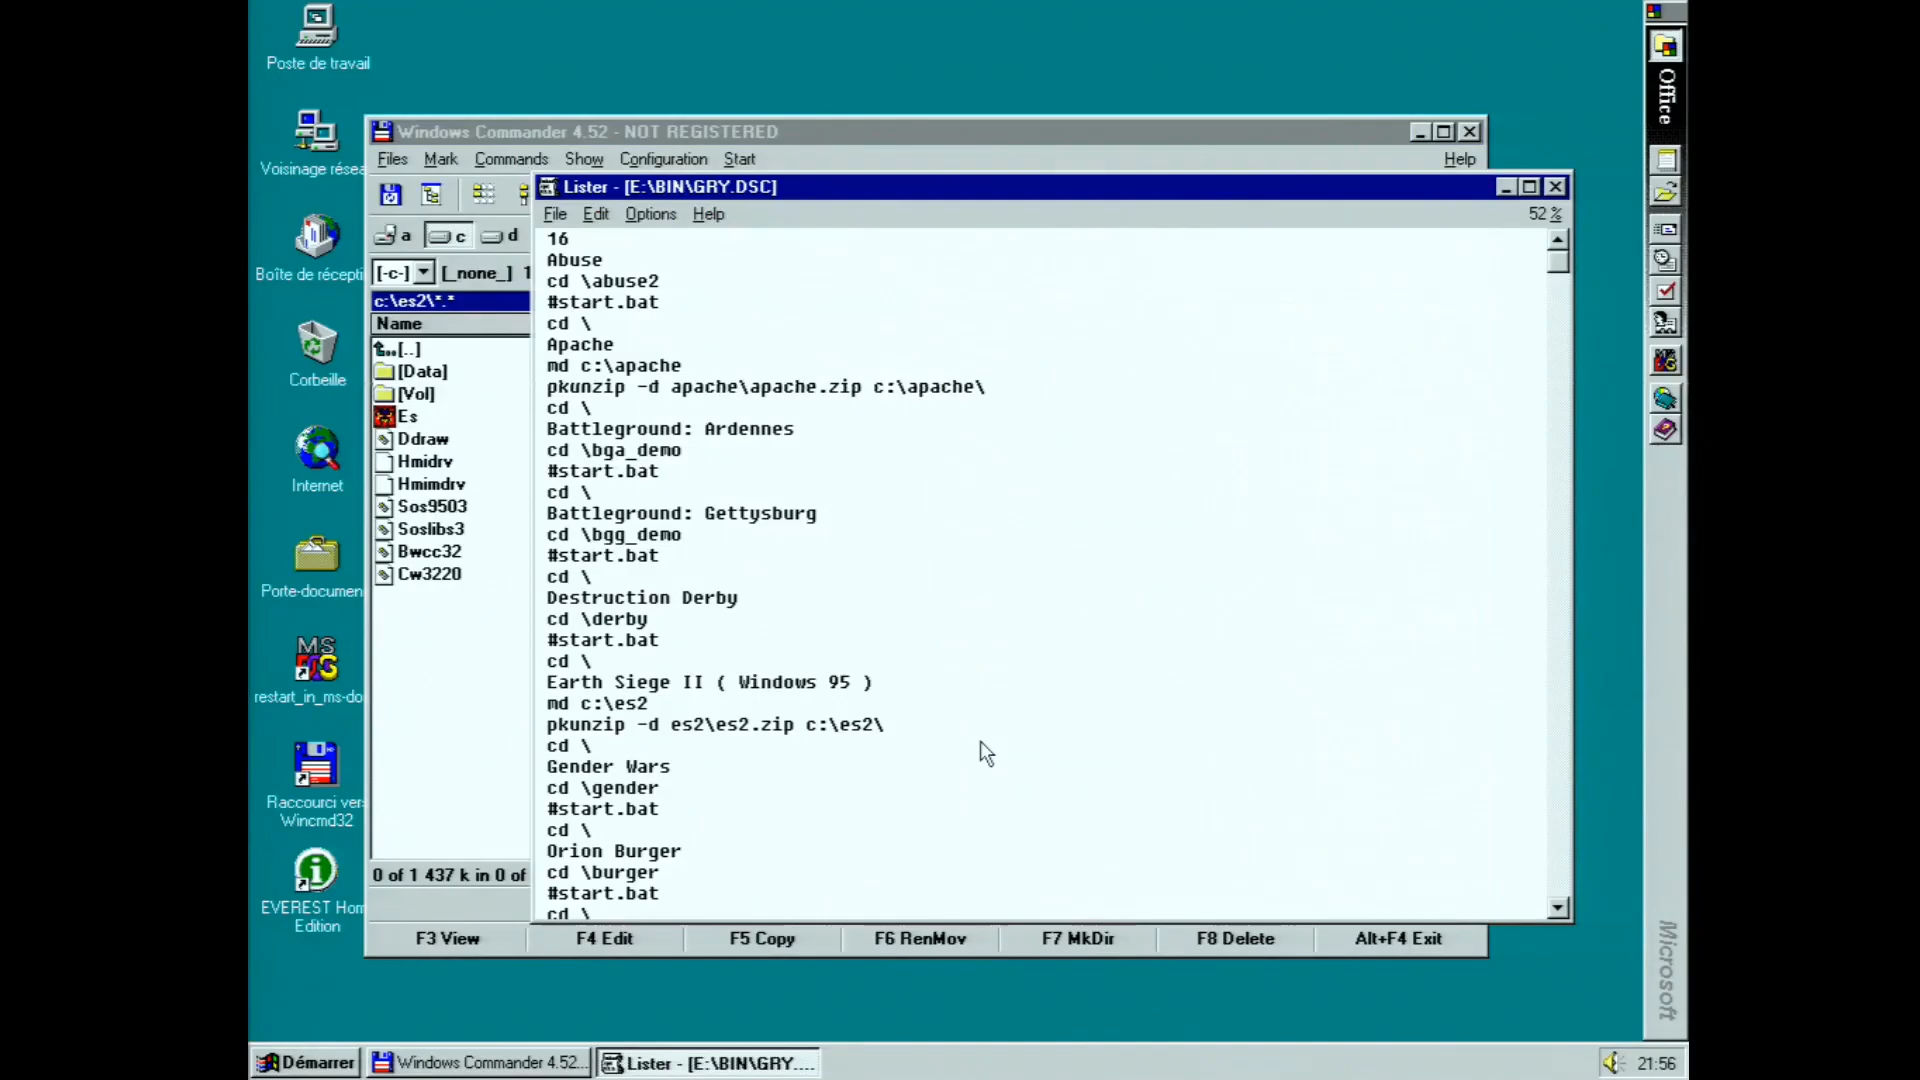 Poste de travail
Voisinage résea
Boîte de récepti
Corbeille
Internet
Porte-documen
MS
restart_in_ms-do
Raccourci ver
Wincmd32
EVEREST Hom
Edition
Windows Commander 4.52 - NOT REGISTERED
Files Mark Commands Show Configuration Start Help
a c d
[-c-] [_none_] 1
c:\es2\*.*
Name
[..]
[Data]
[Vol]
Es
Ddraw
Hmidrv
Hmimdrv
Sos9503
Soslibs3
Bwcc32
Cw3220
0 of 1 437 k in 0 of
Lister - [E:\BIN\GRY.DSC]
File Edit Options Help 52 %
16
Abuse
cd \abuse2
#start.bat
cd \
Apache
md c:\apache
pkunzip -d apache\apache.zip c:\apache\
cd \
Battleground: Ardennes
cd \bga_demo
#start.bat
cd \
Battleground: Gettysburg
cd \bgg_demo
#start.bat
cd \
Destruction Derby
cd \derby
#start.bat
cd \
Earth Siege II ( Windows 95 )
md c:\es2
pkunzip -d es2\es2.zip c:\es2\
cd \
Gender Wars
cd \gender
#start.bat
cd \
Orion Burger
cd \burger
#start.bat
cd \
F3 View F4 Edit F5 Copy F6 RenMov F7 MkDir F8 Delete Alt+F4 Exit
Office
Microsoft
Démarrer Windows Commander 4.52... Lister - [E:\BIN\GRY.... 21:56